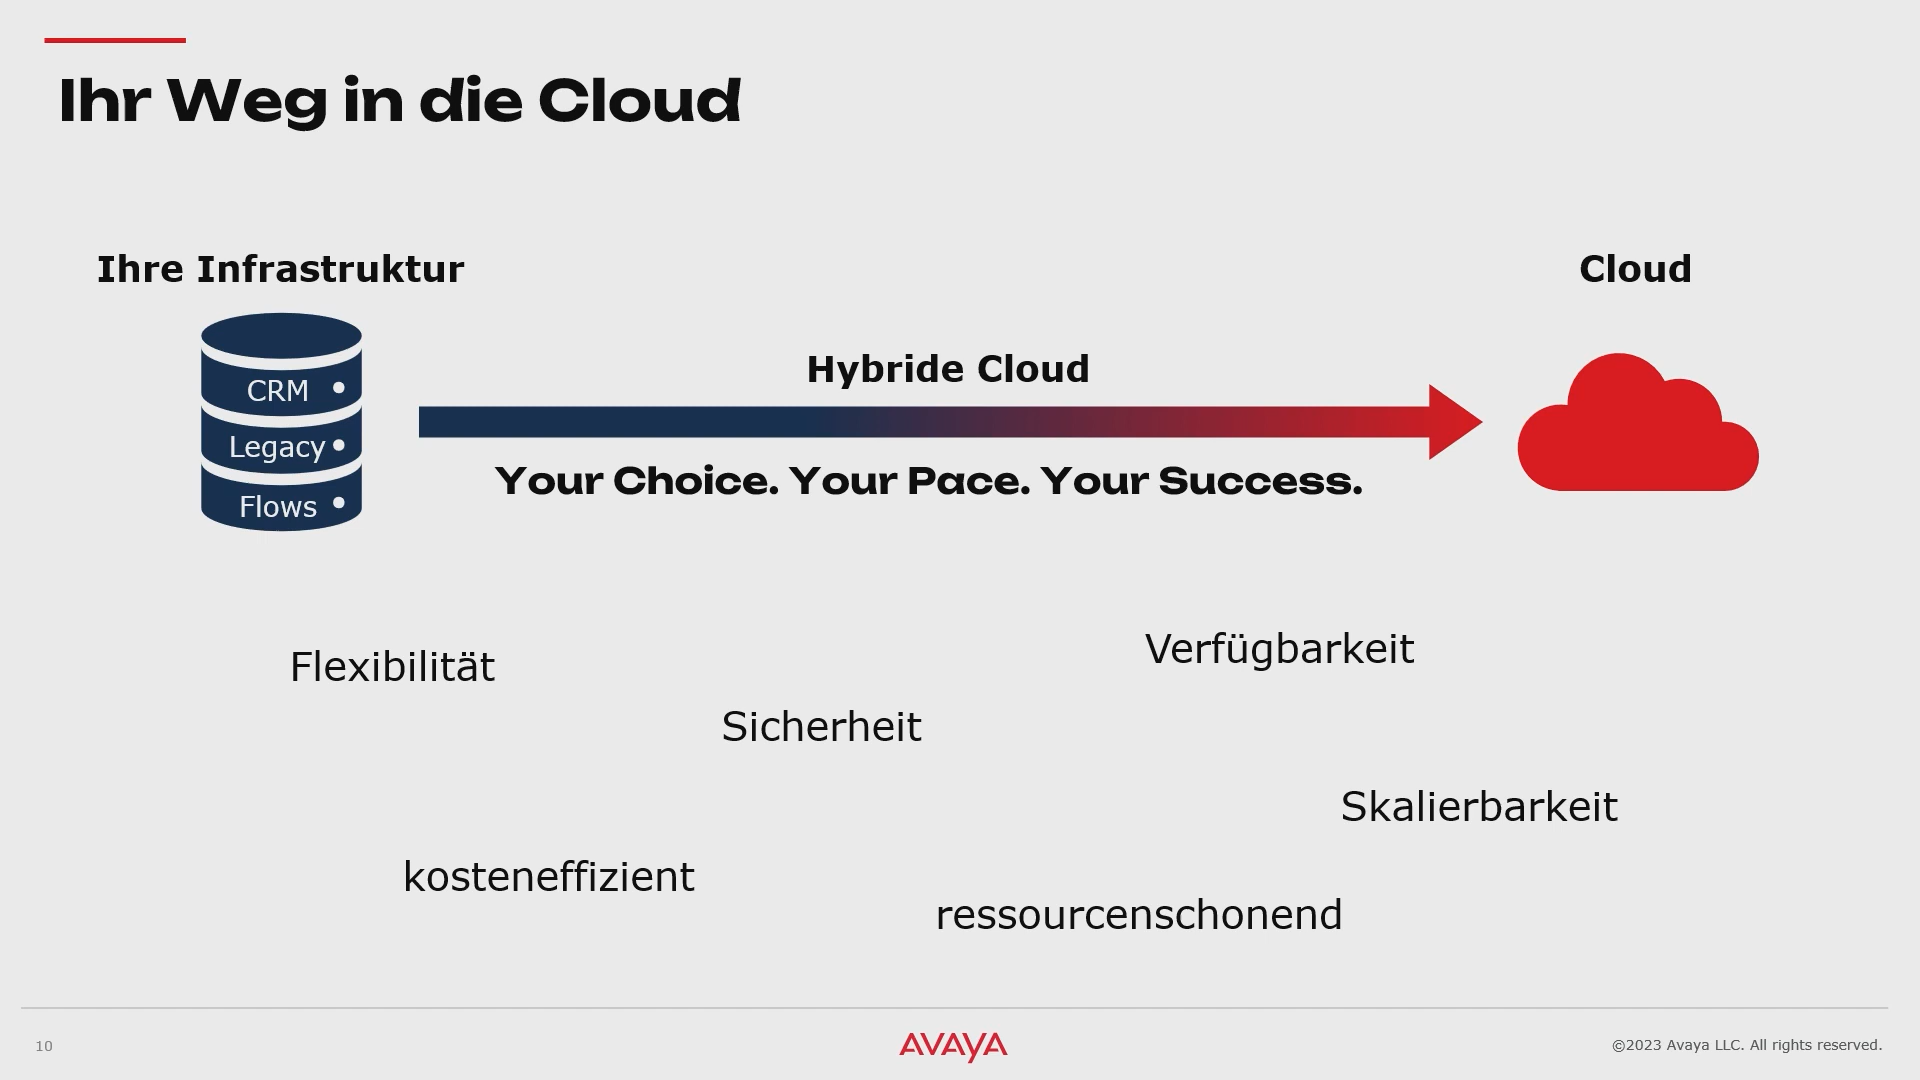 Ihr Weg in die Cloud
Ihre Infrastruktur
Cloud
Hybride Cloud
CRM
Legacy
Flows
Your Choice. Your Pace. Your Success.
Verfügbarkeit
Flexibilität
Sicherheit
Skalierbarkeit
kosteneffizient
ressourcenschonend
10
AVAYA
©2023 Avaya LLC. All rights reserved.